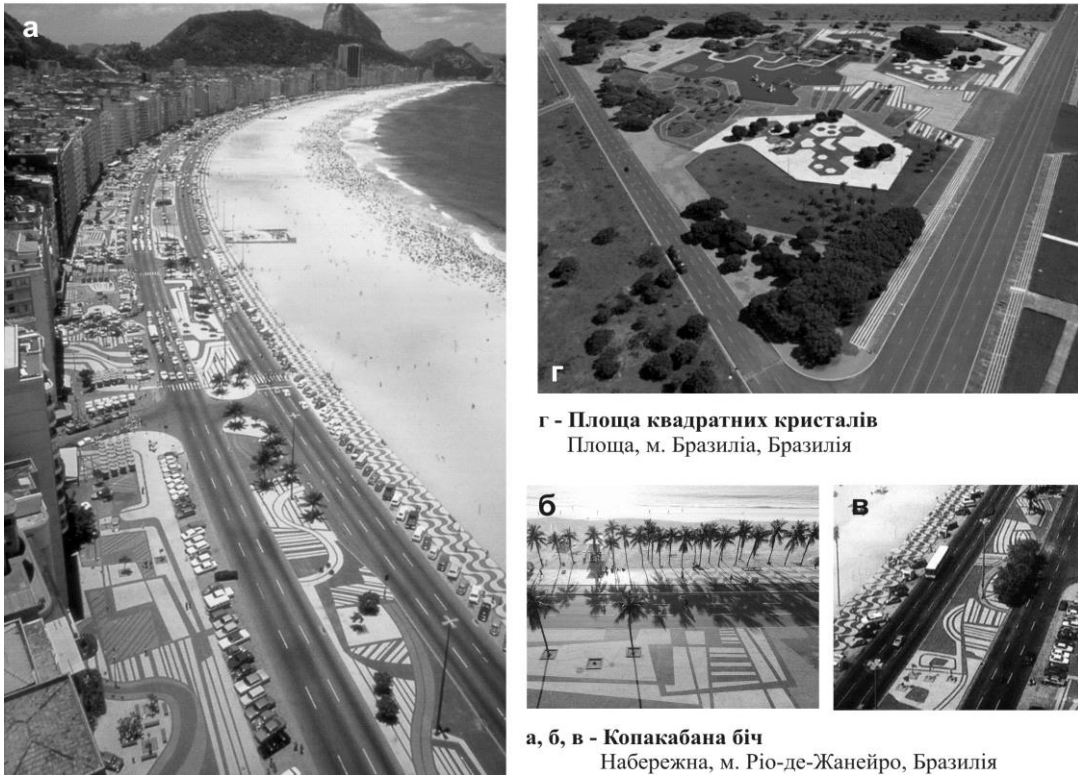 а
г
г - Площа квадратних кристалів
Площа, м. Бразиліа, Бразилія
б
в
а, б, в - Копакабана біч
Набережна, м. Ріо-де-Жанейро, Бразилія